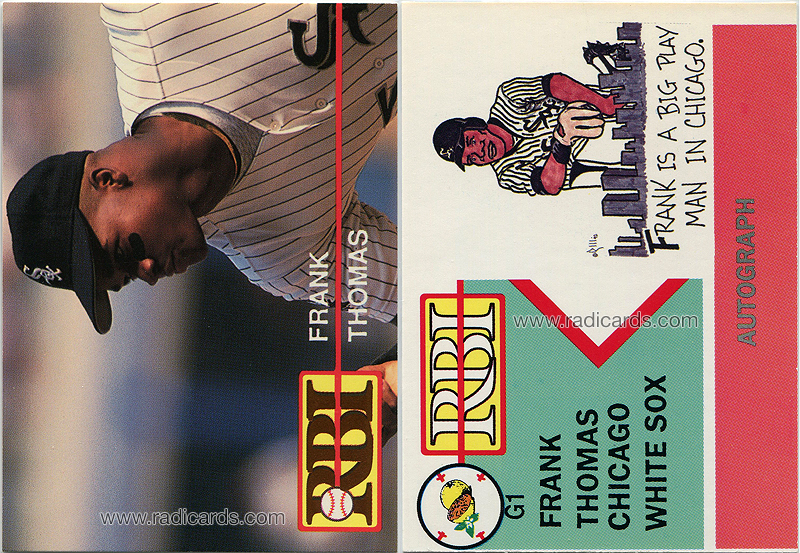 FRANK
THOMAS
RBI
www.radicards.com
FRANK IS A BIG PLAY
MAN IN CHICAGO.
AUTOGRAPH
RBI
www.radicards.com
G1
FRANK
THOMAS
CHICAGO
WHITE SOX